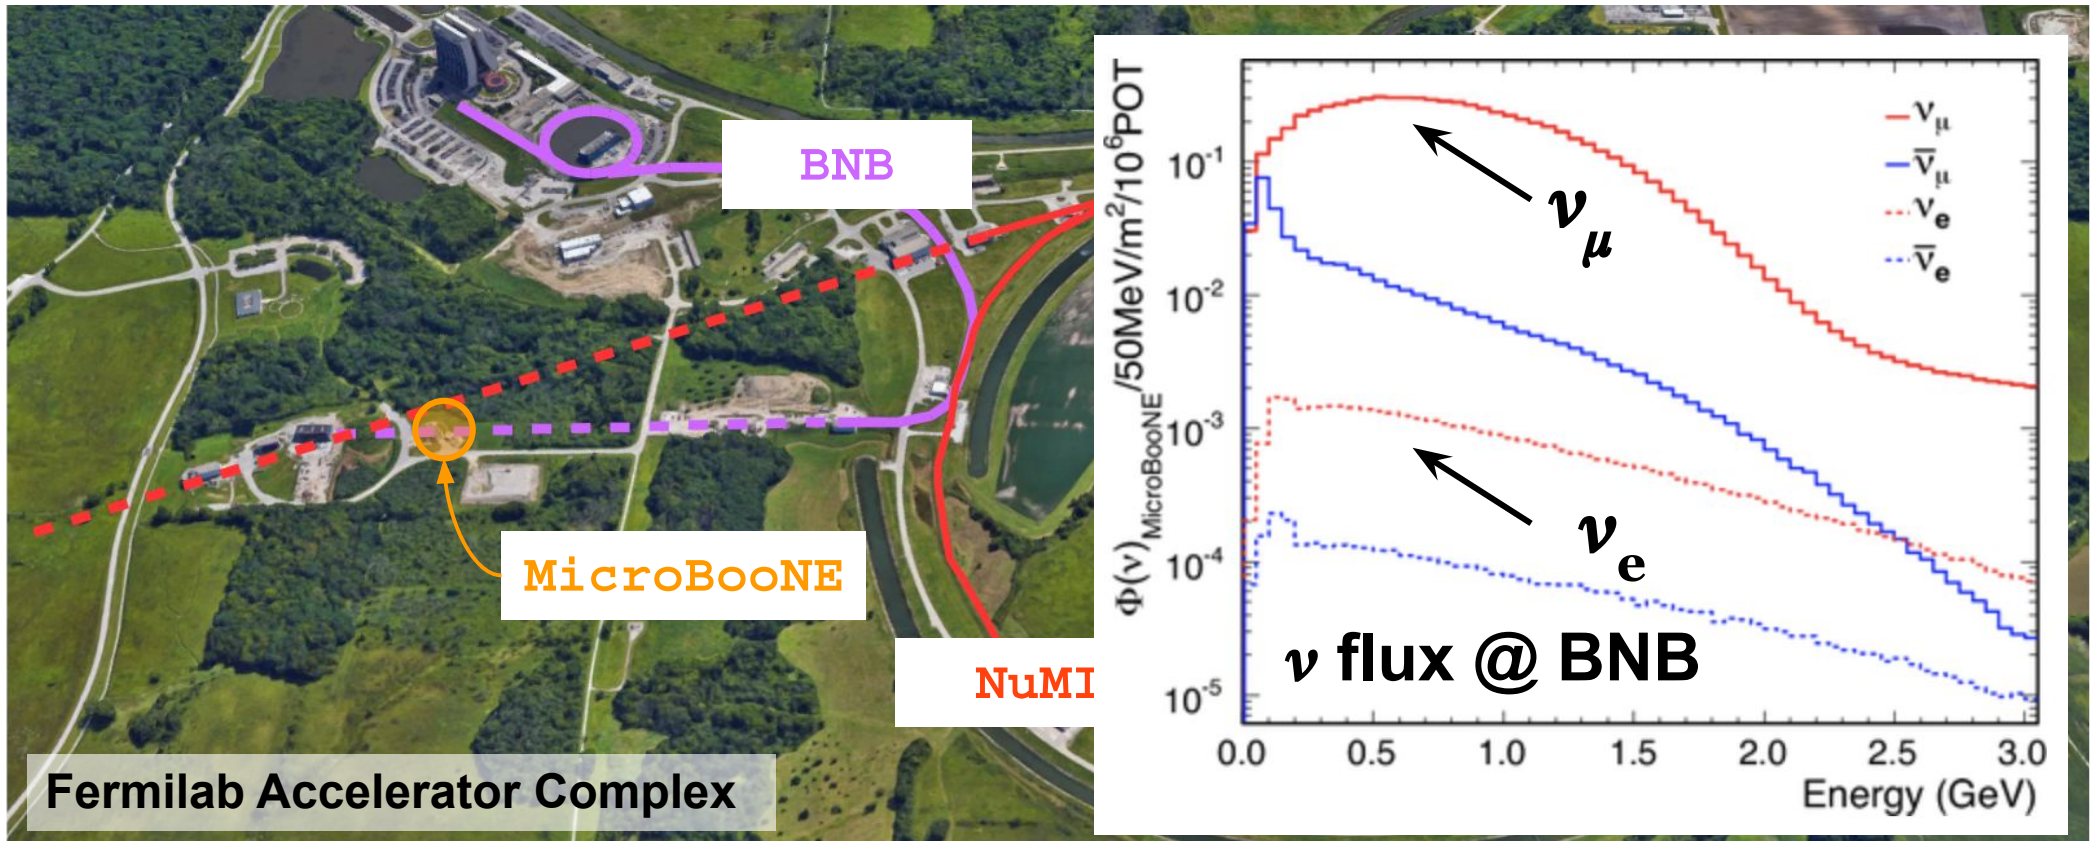 BNB
MicroBooNE
NuMI
Fermilab Accelerator Complex
Φ(ν)MicroBooNE/50MeV/m²/10⁶POT
10⁻¹
10⁻²
10⁻³
10⁻⁴
10⁻⁵
νμ
ν̅μ
νe
ν̅e
νμ
νe
ν flux @ BNB
0.0 0.5 1.0 1.5 2.0 2.5 3.0
Energy (GeV)